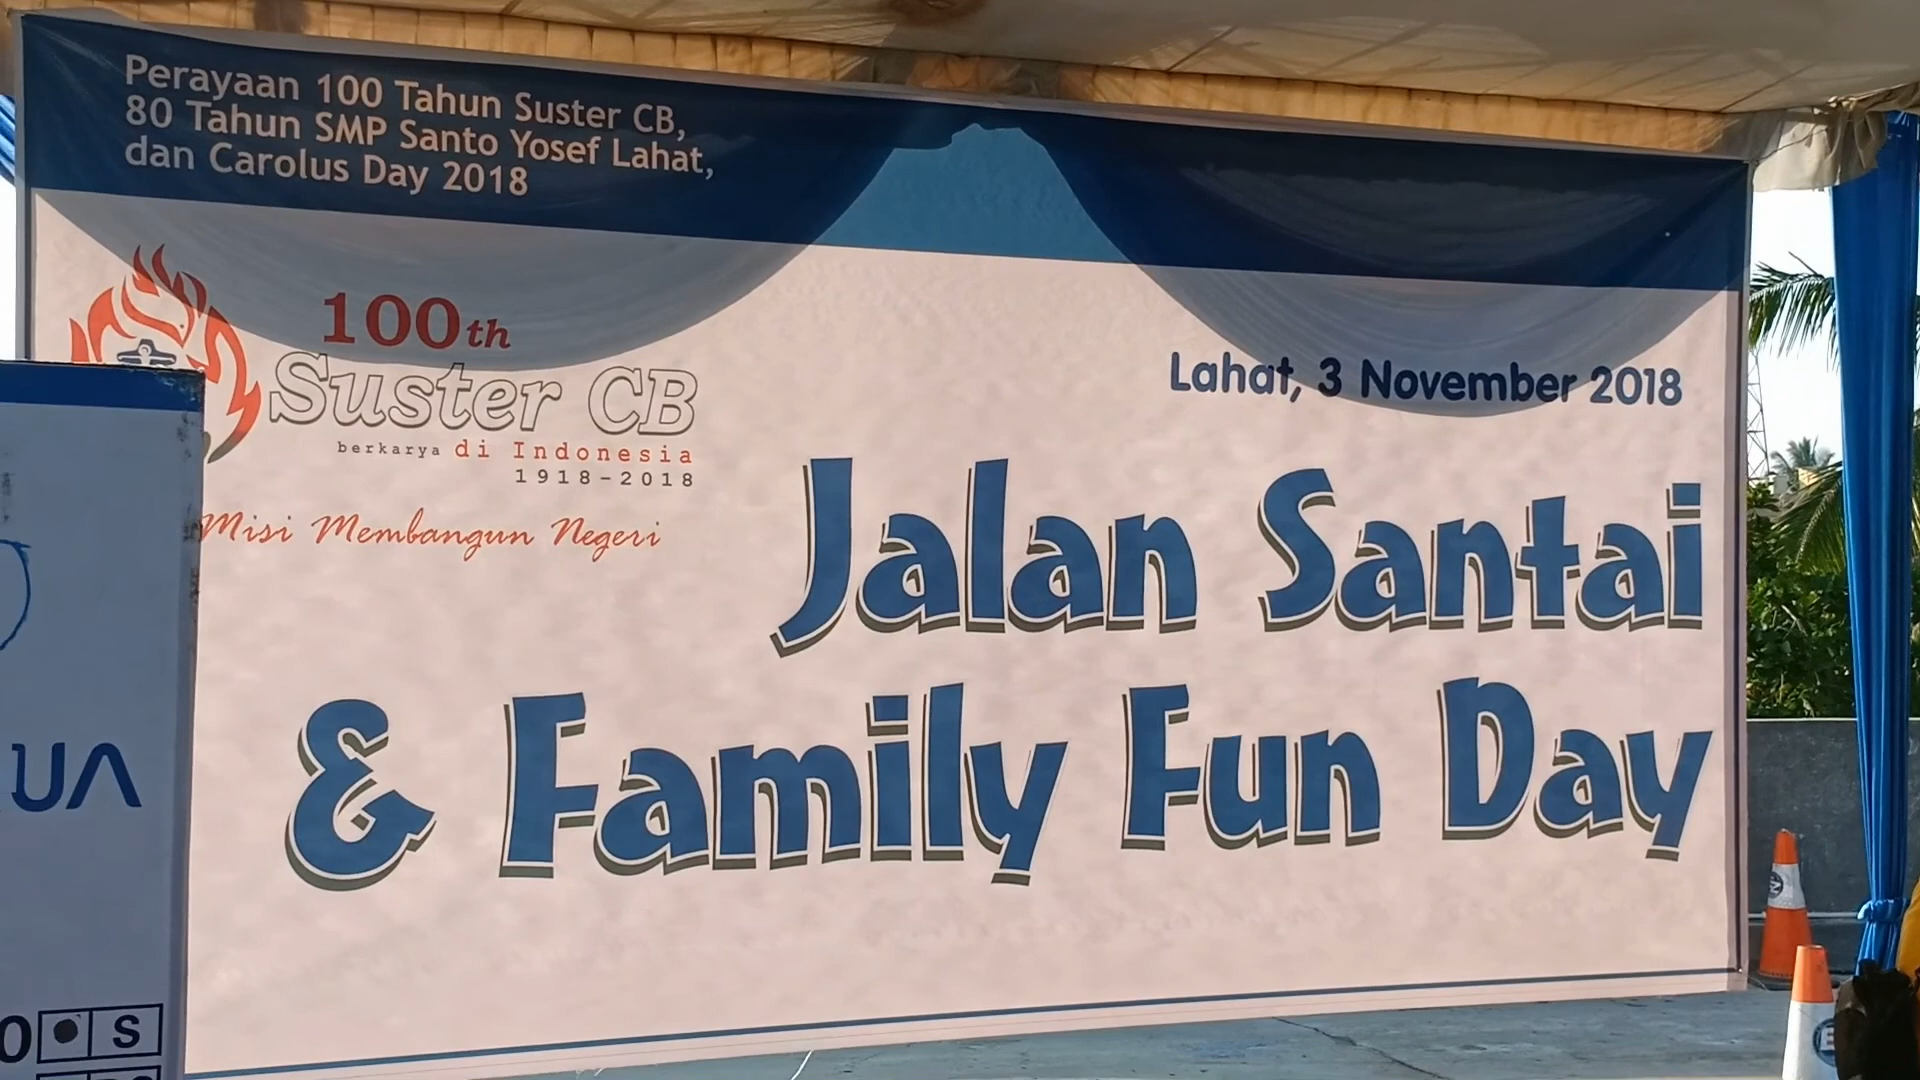 Perayaan 100 Tahun Suster CB,
80 Tahun SMP Santo Yosef Lahat,
dan Carolus Day 2018
100th
Suster CB
berkarya di Indonesia
1918-2018
Misi Membangun Negeri
Lahat, 3 November 2018
Jalan Santai
& Family Fun Day
UA
S